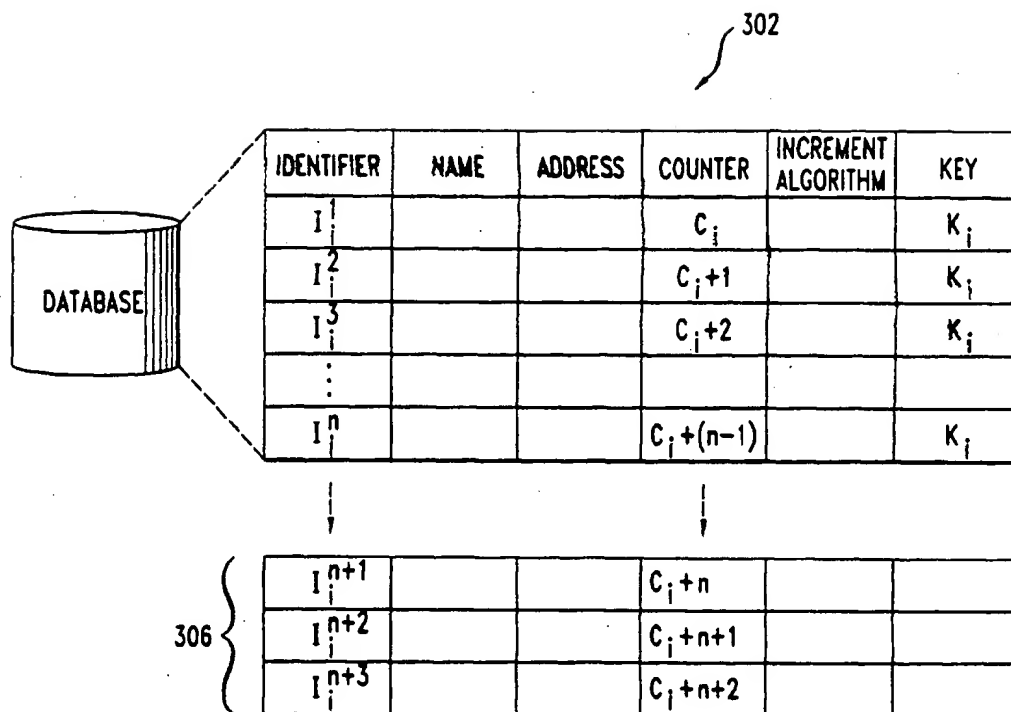 302
IDENTIFIER NAME ADDRESS COUNTER INCREMENT ALGORITHM KEY
I_i^1 C_i K_i
I_i^2 C_i+1 K_i
DATABASE
I_i^3 C_i+2 K_i
⋮
I_i^n C_i+(n-1) K_i
306
I_i^{n+1} C_i+n
I_i^{n+2} C_i+n+1
I_i^{n+3} C_i+n+2